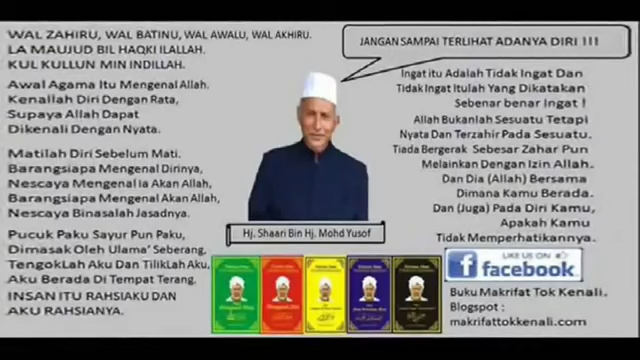 WAL ZAHIRU, WAL BATINU, WAL AWALU, WAL AKHIRU.
LA MAUJUD BIL HAQKI ILALLAH.
KUL KULLUN MIN INDILLAH.
Awal Agama Itu Mengenal Allah.
Kenallah Diri Dengan Rata,
Supaya Allah Dapat
Dikenali Dengan Nyata.
Matilah Diri Sebelum Mati.
Barangsiapa Mengenal Dirinya,
Nescaya Mengenal Ia Akan Allah,
Barangsiapa Mengenal Akan Allah,
Nescaya Binasalah Jasadnya.
Pucuk Paku Sayur Pun Paku,
Dimasak Oleh Ulama' Seberang,
TengokLah Aku Dan TilikLah Aku,
Aku Berada Di Tempat Terang.
INSAN ITU RAHSIAKU DAN
AKU RAHSIANYA.
Hj. Shaari Bin Hj. Mohd Yusof
JANGAN SAMPAI TERLIHAT ADANYA DIRI !!!
Ingat itu Adalah Tidak Ingat Dan
Tidak Ingat Itulah Yang Dikatakan
Sebenar benar Ingat !
Allah Bukanlah Sesuatu Tetapi
Nyata Dan Terzahir Pada Sesuatu.
Tiada Bergerak Sebesar Zahar Pun
Melainkan Dengan Izin Allah.
Dan Dia (Allah) Bersama
Dimana Kamu Berada.
Dan (Juga) Pada Diri Kamu,
Apakah Kamu
Tidak Memperhatikannya.
LIKE US ON
facebook
Buku Makrifat Tok Kenali.
Blogspot :
makrifattokkenali.com